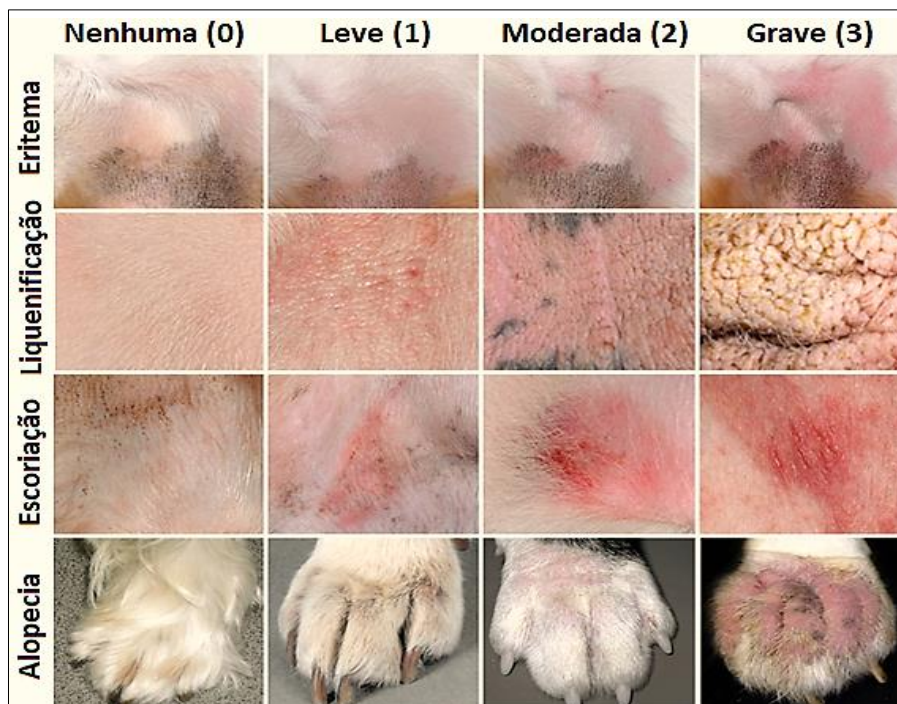 Nenhuma (0) Leve (1) Moderada (2) Grave (3)
Eritema
Liquenificação
Escoriação
Alopecia